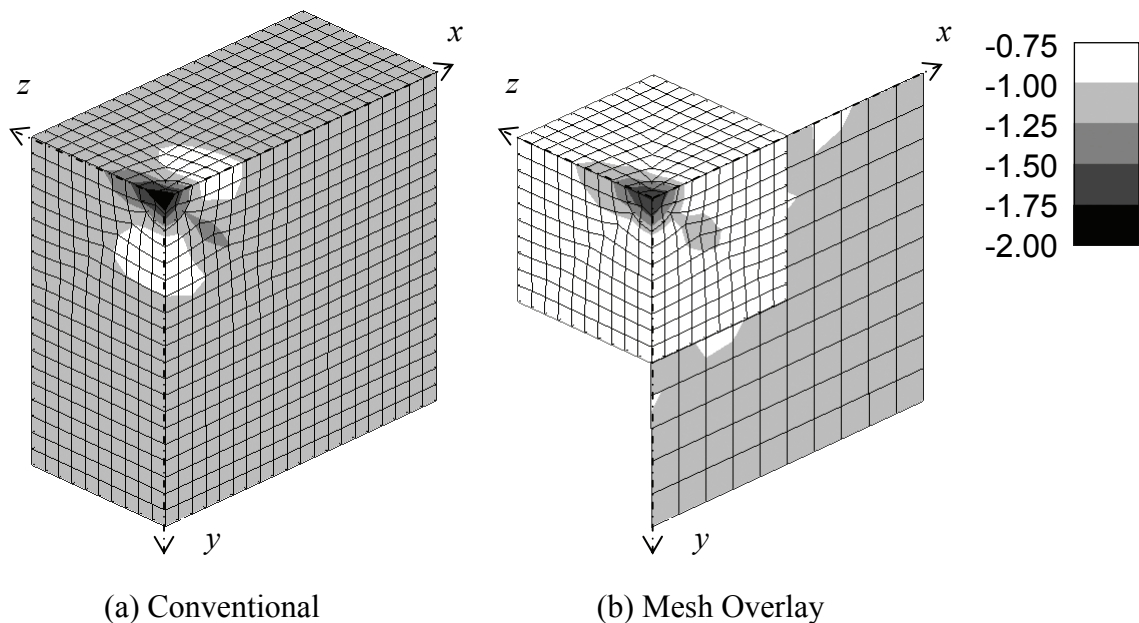 x
z
y
(a) Conventional
x
z
y
(b) Mesh Overlay
-0.75
-1.00
-1.25
-1.50
-1.75
-2.00